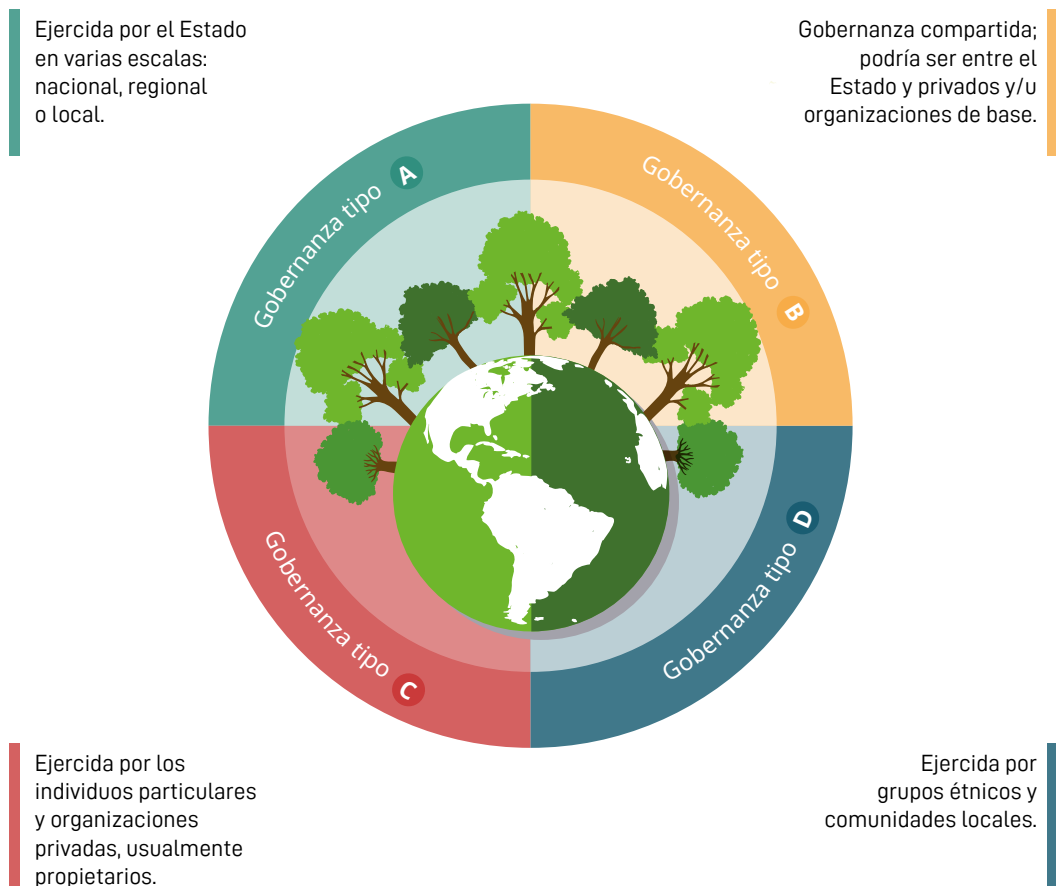 Ejercida por el Estado
en varias escalas:
nacional, regional
o local.
Gobernanza compartida;
podría ser entre el
Estado y privados y/u
organizaciones de base.
Gobernanza tipo A
Gobernanza tipo B
Gobernanza tipo C
Gobernanza tipo D
Ejercida por los
individuos particulares
y organizaciones
privadas, usualmente
propietarios.
Ejercida por
grupos étnicos y
comunidades locales.